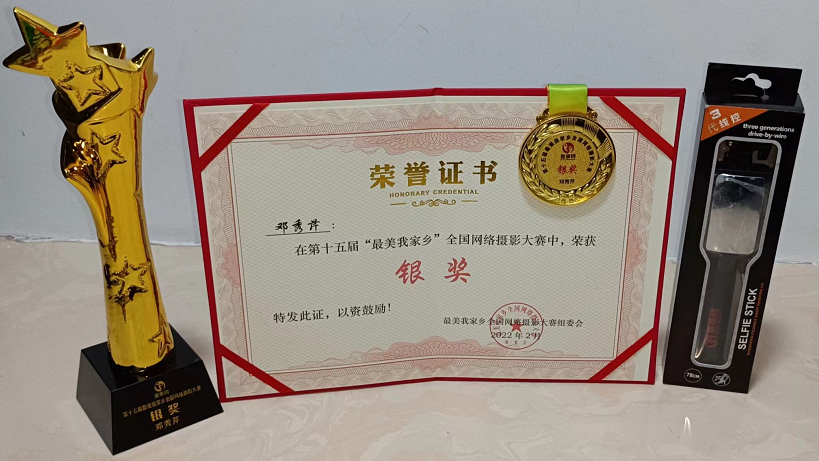 荣誉证书
HONORARY CREDENTIAL
邓秀芹：
在第十五届“最美我家乡”全国网络摄影大赛中，荣获
银奖
特发此证，以资鼓励！
最美我家乡全国网络摄影大赛组委会
2022年2月
银奖
邓秀芹
银奖
邓秀芹
3
代线控
three generations
drive-by-wire
SELFIE STICK